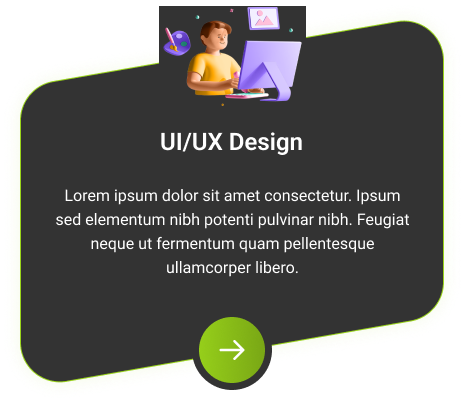 UI/UX Design
Lorem ipsum dolor sit amet consectetur. Ipsum
sed elementum nibh potenti pulvinar nibh. Feugiat
neque ut fermentum quam pellentesque
ullamcorper libero.